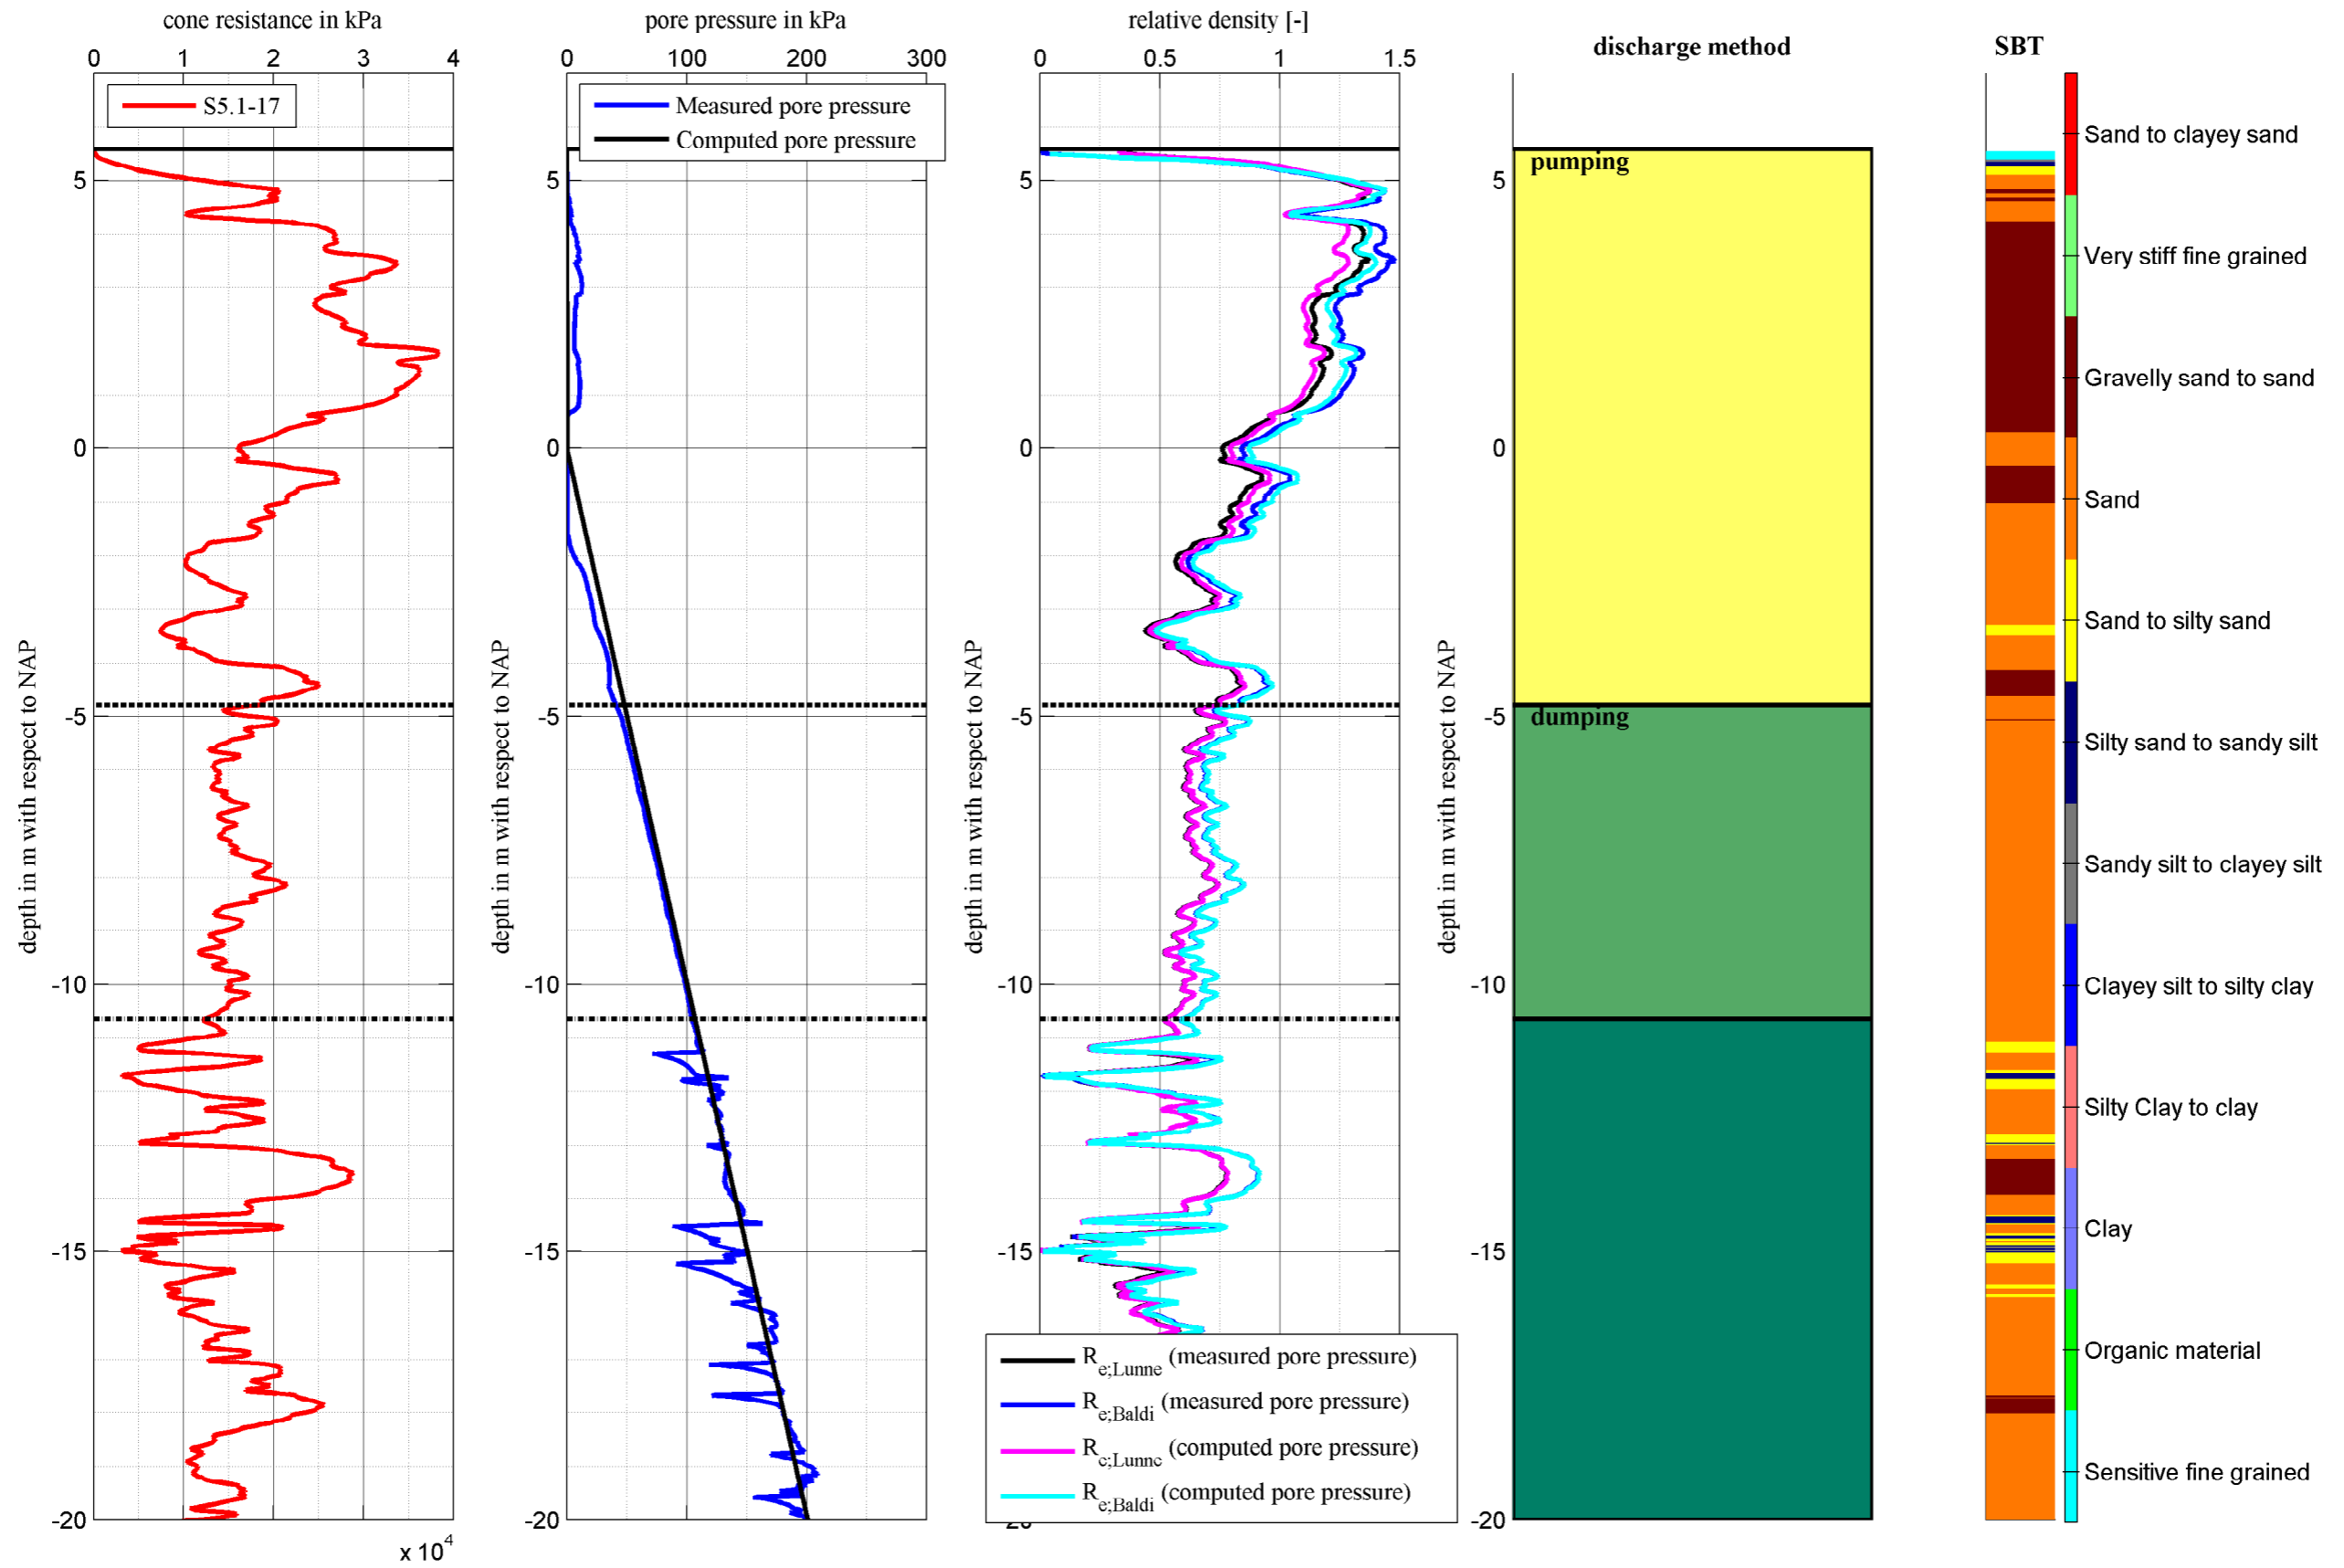 cone resistance in kPa
0 1 2 3 4
S5.1-17
5
0
-5
-10
-15
-20
x 10^4
depth in m with respect to NAP
pore pressure in kPa
0 100 200 300
Measured pore pressure
Computed pore pressure
5
0
-5
-10
-15
-20
depth in m with respect to NAP
relative density [-]
0 0.5 1 1.5
5
0
-5
-10
-15
depth in m with respect to NAP
R_e;Lunne (measured pore pressure)
R_e;Baldi (measured pore pressure)
R_e;Lunne (computed pore pressure)
R_e;Baldi (computed pore pressure)
discharge method
pumping
dumping
5
0
-5
-10
-15
-20
depth in m with respect to NAP
SBT
Sand to clayey sand
Very stiff fine grained
Gravelly sand to sand
Sand
Sand to silty sand
Silty sand to sandy silt
Sandy silt to clayey silt
Clayey silt to silty clay
Silty Clay to clay
Clay
Organic material
Sensitive fine grained